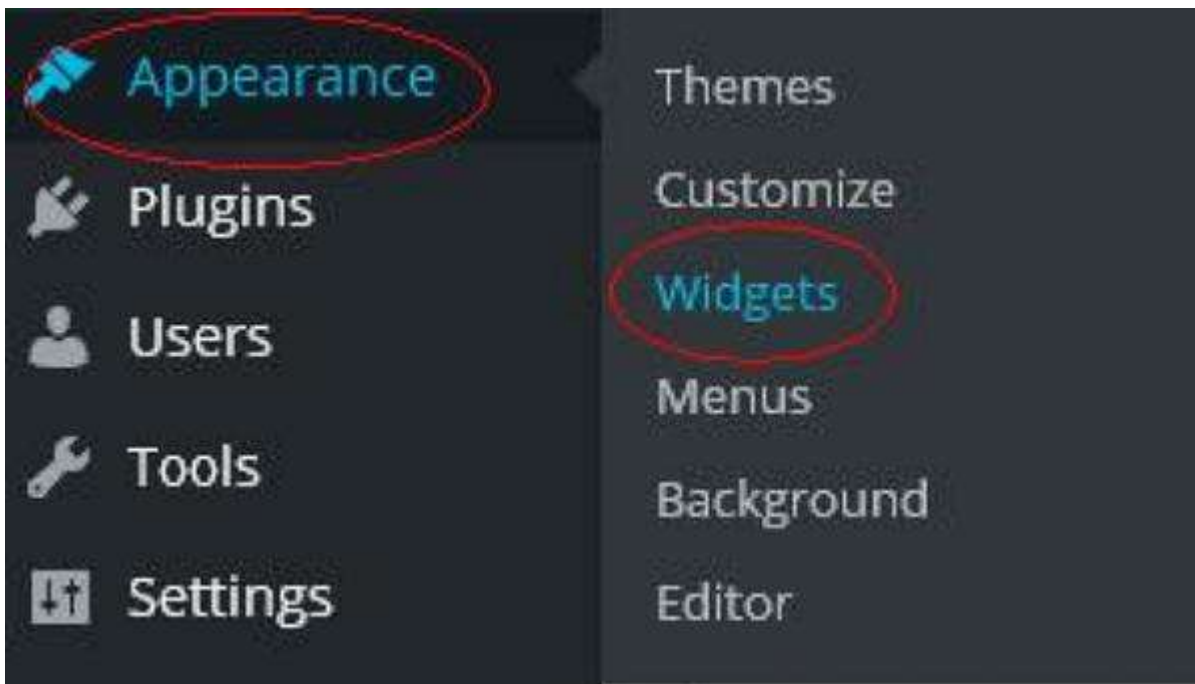 Appearance
Plugins
Users
Tools
Settings
Themes
Customize
Widgets
Menus
Background
Editor